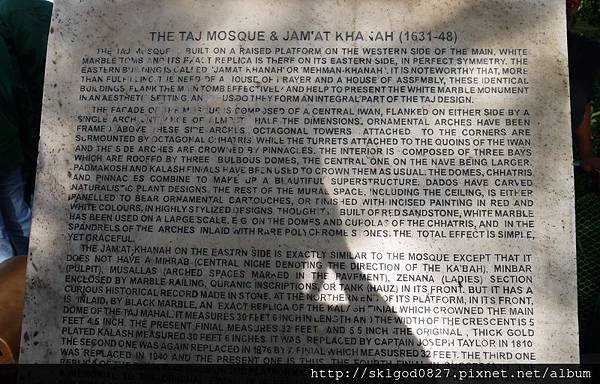 THE TAJ MOSQUE & JAM'AT KHANAH (1631-48)
THE TAJ MOSQUE BUILT ON A RAISED PLATFORM ON THE WESTERN SIDE OF THE MAIN, WHITE
MARBLE TOMB AND ITS EXACT REPLICA IS THERE ON ITS EASTERN SIDE, IN PERFECT SYMMETRY. THE
EASTERN BUILDING IS CALLED 'JAM'AT-KHANAH' OR 'MEHMAN-KHANAH'. IT IS NOTEWORTHY THAT, MORE
THAN FULFILLING THE NEED OF A HOUSE OF PRAYER AND A HOUSE OF ASSEMBLY, THESE IDENTICAL
BUILDINGS FLANK THE MAIN TOMB EFFECTIVELY AND HELP TO PRESENT THE WHITE MARBLE MONUMENT
IN AN AESTHETIC SETTING, AND DO THEY FORM AN INTEGRAL PART OF THE TAJ DESIGN.
THE FACADE OF THE MOSQUE IS COMPOSED OF A CENTRAL IWAN, FLANKED ON EITHER SIDE BY A
SINGLE ARCH OF ALMOST HALF THE DIMENSIONS, ORNAMENTAL ARCHES HAVE BEEN
FRAMED ABOVE THESE SIDE ARCHES. OCTAGONAL TOWERS ATTACHED TO THE CORNERS ARE
SURMOUNTED BY OCTAGONAL CHHATRIS WHILE THE TURRETS ATTACHED TO THE QUOINS OF THE IWAN
AND THE SIDE ARCHES ARE CROWNED BY PINNACLES. THE INTERIOR IS COMPOSED OF THREE BAYS
WHICH ARE ROOFED BY THREE BULBOUS DOMES, THE CENTRAL ONE ON THE NAVE BEING LARGER.
PADMAKOSH AND KALASH FINIALS HAVE BEEN USED TO CROWN THEM AS USUAL. THE DOMES, CHHATRIS
AND PINNACLES COMBINE TO MAKE UP A BEAUTIFUL SUPERSTRUCTURE. DADOS HAVE CARVED
NATURALISTIC PLANT DESIGNS. THE REST OF THE MURAL SPACE, INCLUDING THE CEILING, IS EITHER
PANELLED TO BEAR ORNAMENTAL CARTOUCHES, OR FINISHED WITH INCISED PAINTING IN RED AND
WHITE COLOURS, IN HIGHLY STYLIZED DESIGNS THOUGH BUILT OF RED SANDSTONE, WHITE MARBLE
HAS BEEN USED ON A LARGE SCALE, E.G. ON THE DOMES AND CUPOLAS OF THE CHHATRIS, AND IN THE
SPANDRELS OF THE ARCHES INLAID WITH RARE POLYCHROME STONES. THE TOTAL EFFECT IS SIMPLE,
YET GRACEFUL.
THE JAM'AT-KHANAH ON THE EASTRN SIDE IS EXACTLY SIMILAR TO THE MOSQUE EXCEPT THAT IT
DOES NOT HAVE A MIHRAB (CENTRAL NICHE DENOTING THE DIRECTION OF THE KA'BAH), MINBAR
(PULPIT), MUSALLAS (ARCHED SPACES MARKED IN THE PAVEMENT), ZENANA (LADIES) SECTION
ENCLOSED BY MARBLE RAILING, QURANIC INSCRIPTIONS OR TANK (HAUZ) IN ITS FRONT. BUT IT HAS A
CURIOUS HISTORICAL RECORD MADE IN STONE. AT THE NORTHERN OF ITS PLATFORM, IN ITS FRONT,
IS INLAID, BY BLACK MARBLE, AN EXACT REPLICA OF THE KALASH FINIAL WHICH CROWNED THE MAIN
DOME OF THE TAJ MAHAL. IT MEASURES 30 FEET 6 INCH IN LENGTH AND THE WIDTH OF THE CRESCENT IS 5
FEET 4.5 INCH. THE PRESENT FINIAL MEASURES 32 FEET AND 5.5 INCH. THE ORIGINAL, THICK GOLD
PLATED KALASH MEASURED 30 FEET 6 INCHES. IT WAS REPLACED BY CAPTAIN JOSEPH TAYLOR IN 1810
THE SECOND ONE WAS AGAIN REPLACED IN 1876 BY A FINIAL WHICH MEASUSRED 32 FEET. THE THIRD ONE
WAS REPLACED IN 1940 AND THE PRESENT ONE IS THUS, THE FOURTH FINIAL
http://sklgod0827.pixnet.net/album